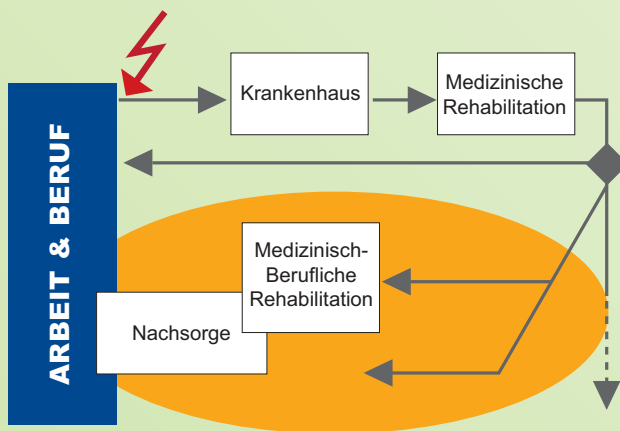 Krankenhaus
Medizinische
Rehabilitation
ARBEIT & BERUF
Medizinisch-
Berufliche
Rehabilitation
Nachsorge